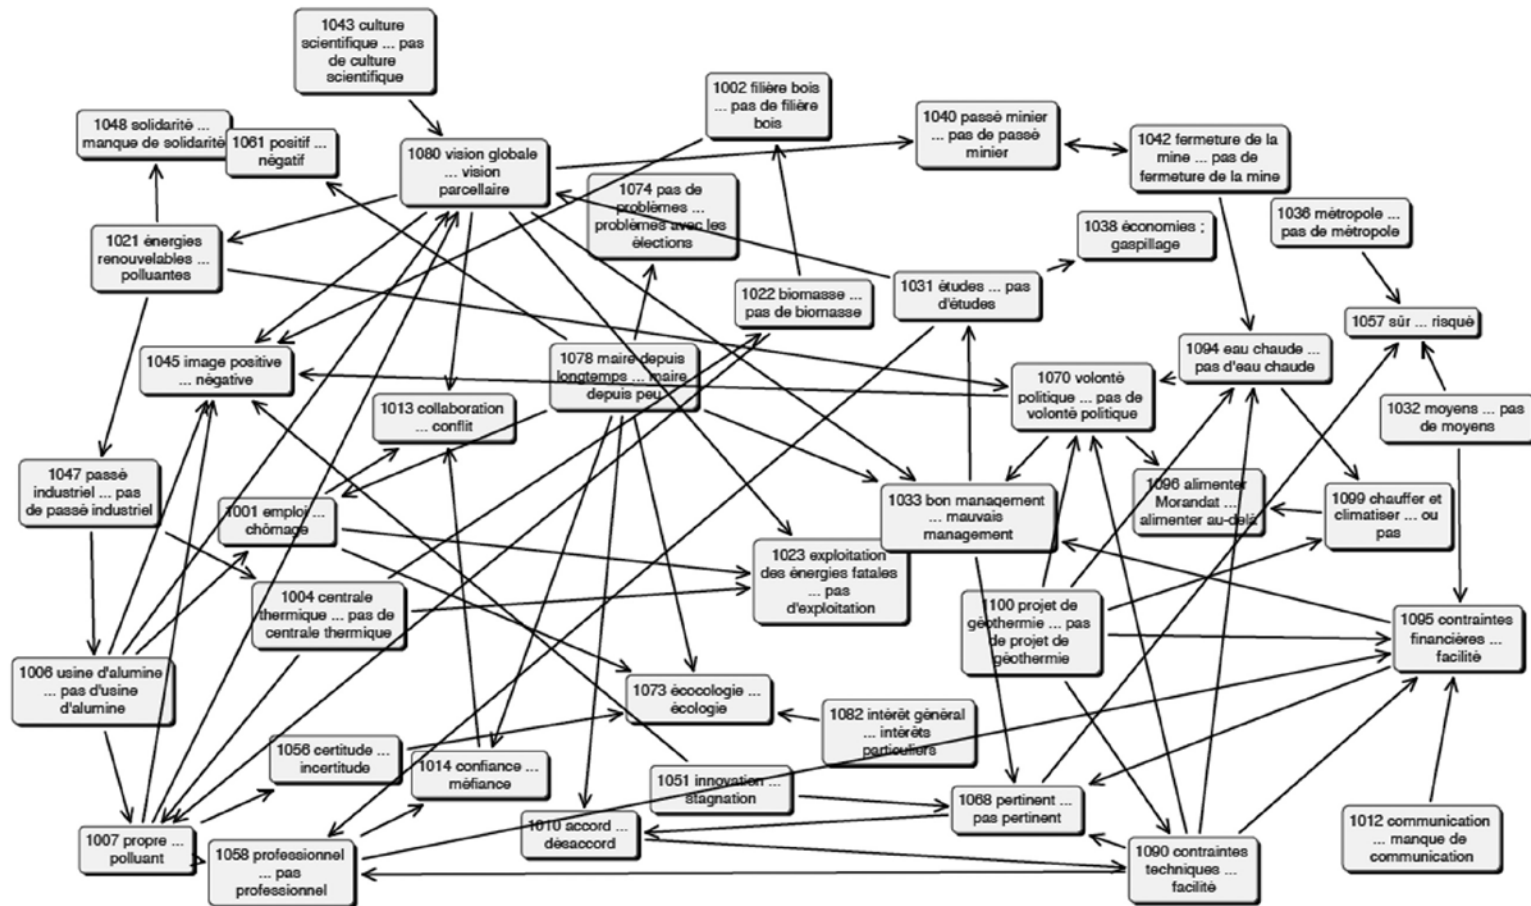 1043 culture
scientifique ... pas
de culture
scientifique
1002 filière bois
... pas de filière
bois
1048 solidarité ...
manque de solidarité
1061 positif ...
négatif
1040 passé minier
... pas de passé
minier
1042 fermeture de la
mine ... pas de
fermeture de la mine
1080 vision globale
... vision
parcellaire
1074 pas de
problèmes ...
problèmes avec les
élections
1036 métropole ...
pas de métropole
1038 économies ;
gaspillage
1021 énergies
renouvelables ...
polluantes
1031 études ... pas
d'études
1022 biomasse ...
pas de biomasse
1057 sûr ... risqué
1045 image positive
... négative
1078 maire depuis
longtemps ... maire
depuis peu
1094 eau chaude ...
pas d'eau chaude
1070 volonté
politique ... pas de
volonté politique
1013 collaboration
... conflit
1032 moyens ... pas
de moyens
1047 passé
industriel ... pas
de passé industriel
1001 emploi ...
chômage
1033 bon management
... mauvais
management
1096 alimenter
Morandat ...
alimenter au-delà
1099 chauffer et
climatiser ... ou
pas
1023 exploitation
des énergies fatales
... pas
d'exploitation
1004 centrale
thermique ... pas de
centrale thermique
1100 projet de
géothermie ... pas
de projet de
géothermie
1095 contraintes
financières ...
facilité
1006 usine d'alumine
... pas d'usine
d'alumine
1073 écocologie ...
écologie
1082 intérêt général
... intérêts
particuliers
1056 certitude ...
incertitude
1014 confiance ...
méfiance
1051 innovation ...
stagnation
1068 pertinent ...
pas pertinent
1010 accord ...
désaccord
1012 communication
... manque de
communication
1007 propre ...
polluant
1058 professionnel
... pas
professionnel
1090 contraintes
techniques ...
facilité